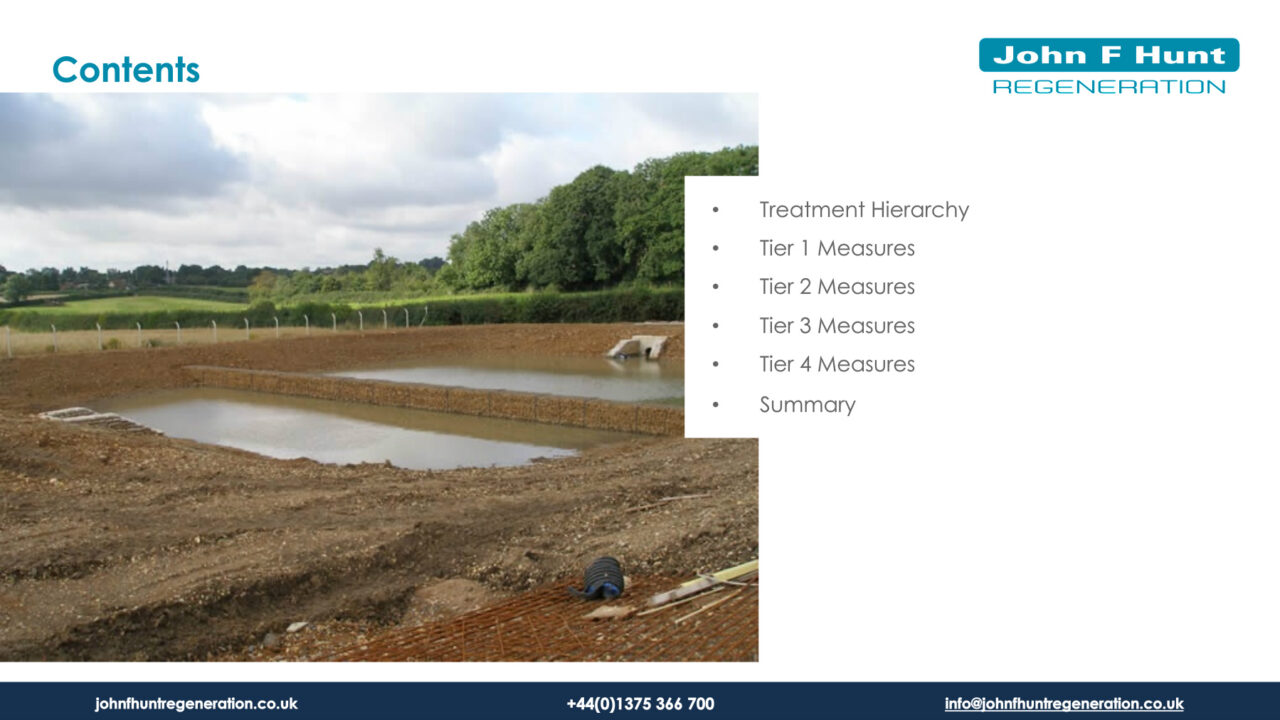 Contents
John F Hunt
REGENERATION
• Treatment Hierarchy
• Tier 1 Measures
• Tier 2 Measures
• Tier 3 Measures
• Tier 4 Measures
• Summary
johnfhuntregeneration.co.uk
+44(0)1375 366 700
info@johnfhuntregeneration.co.uk